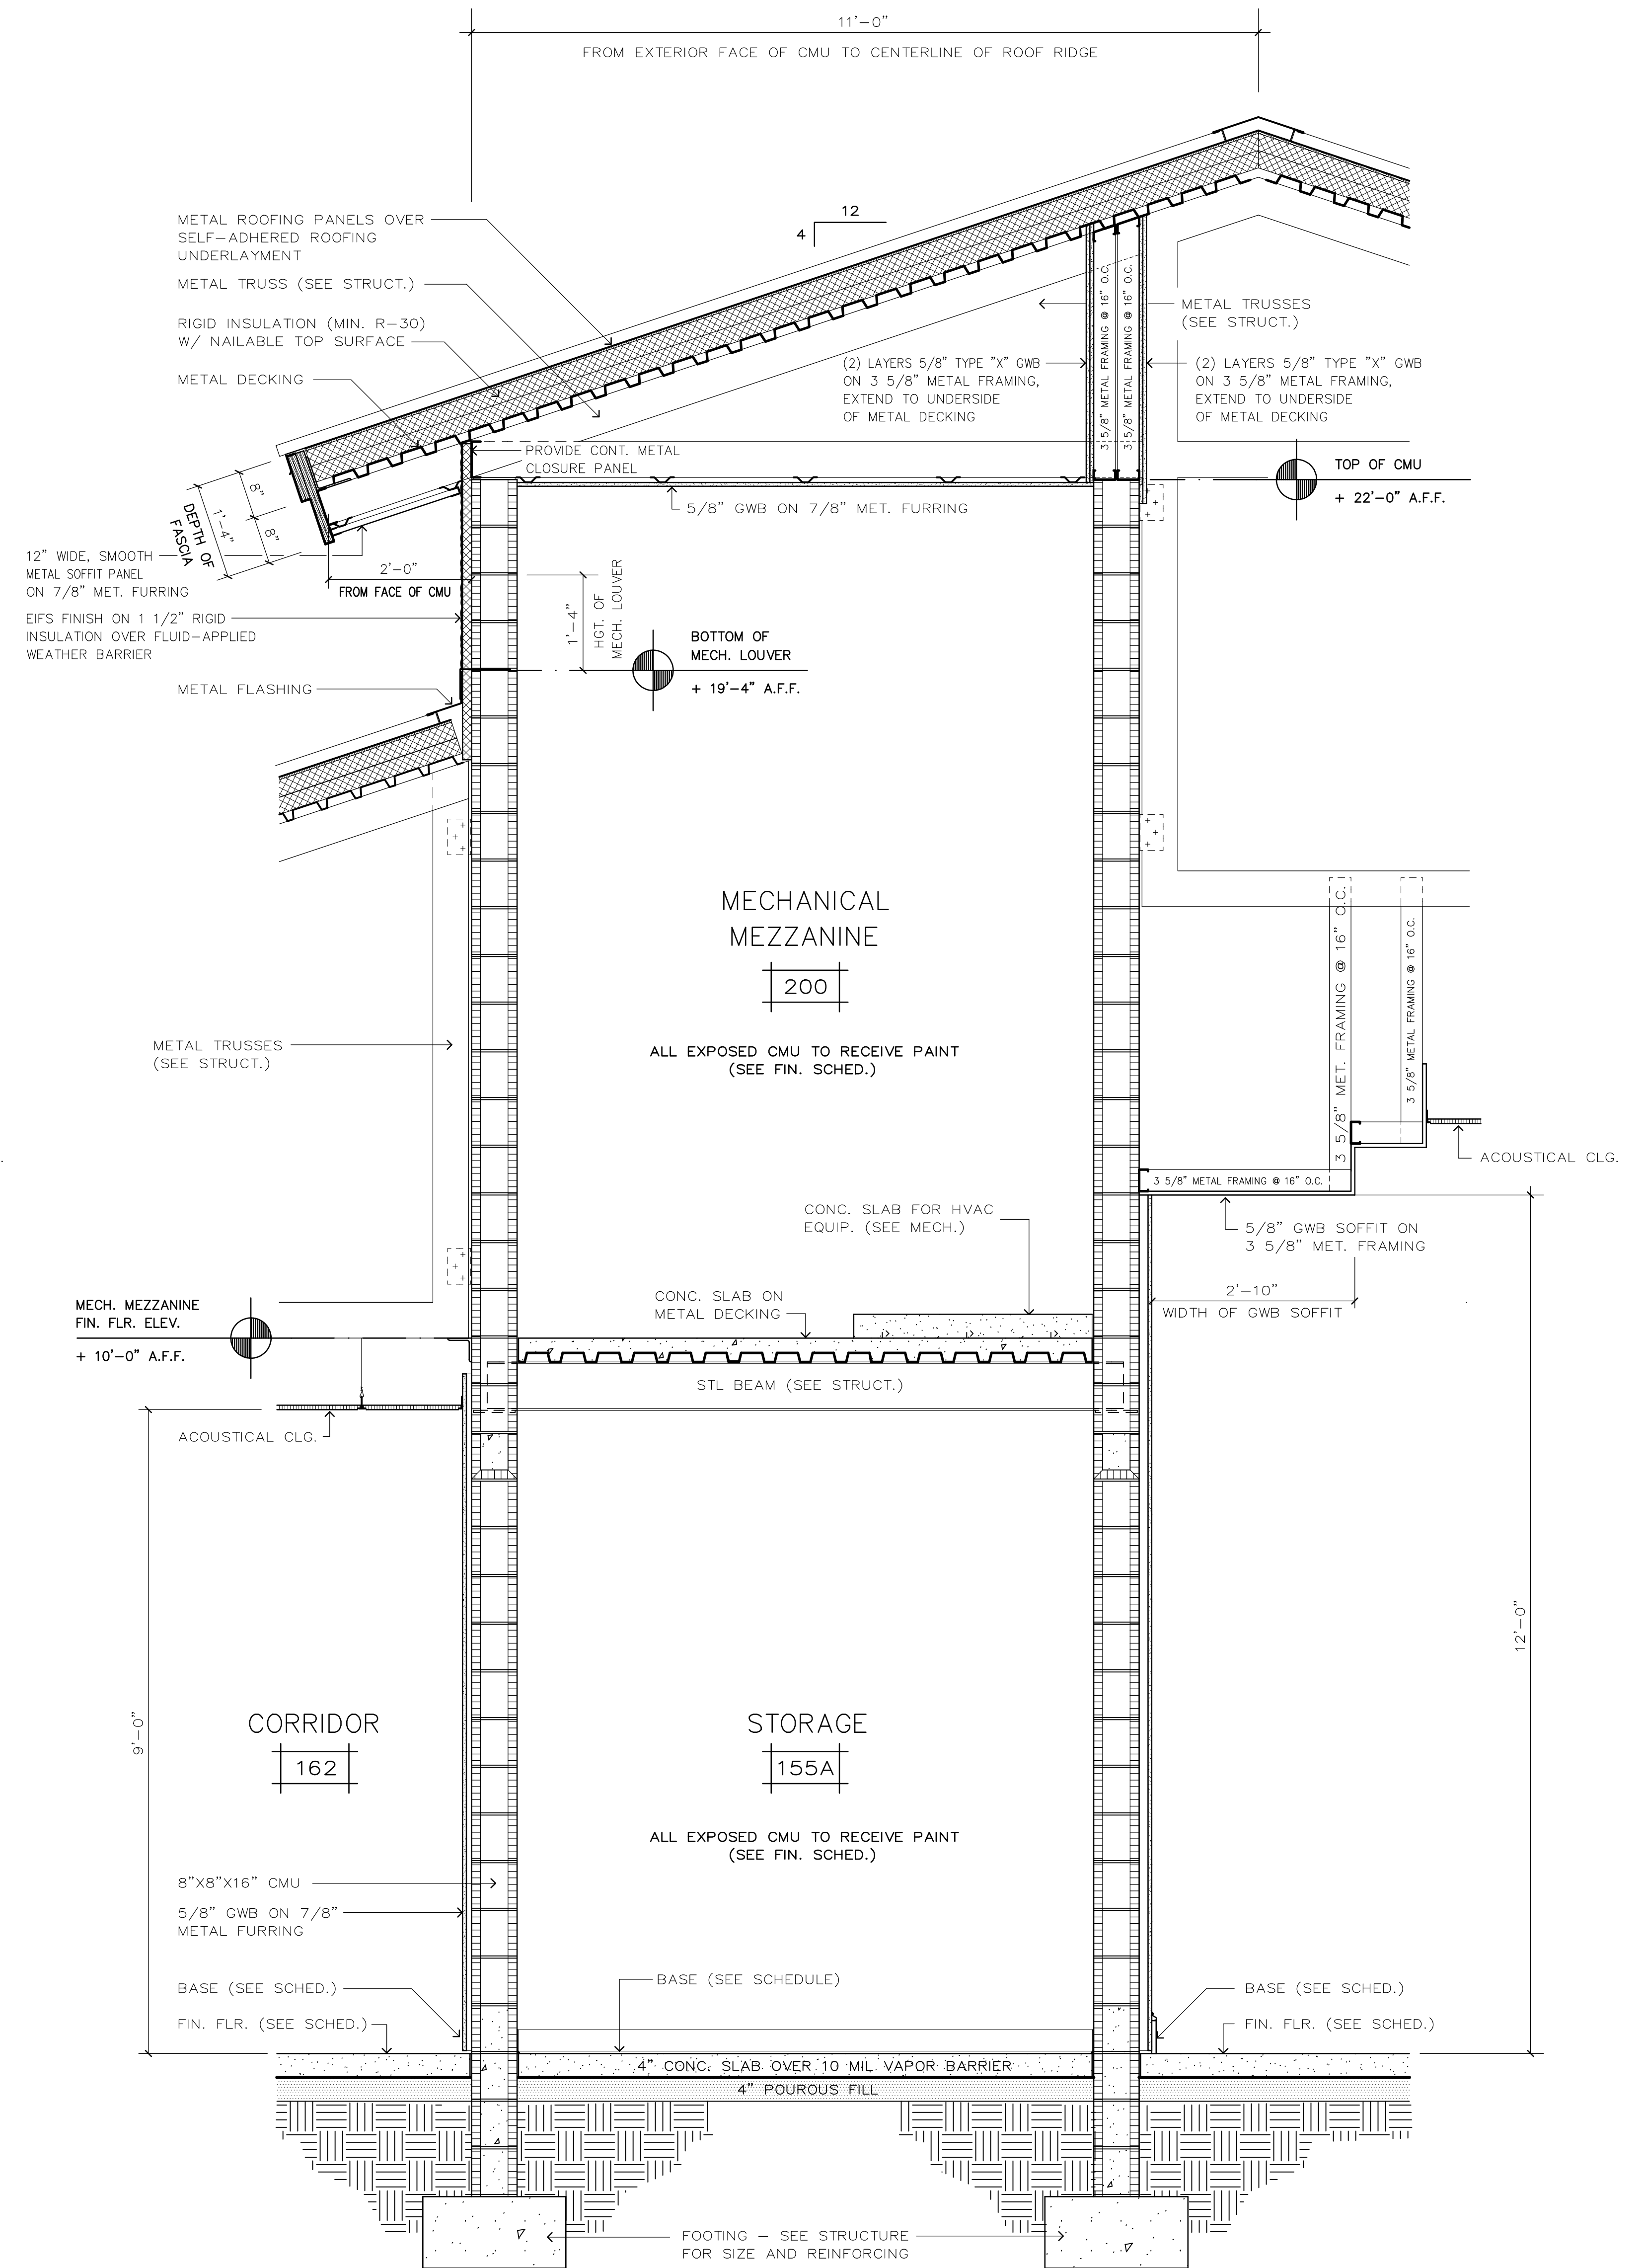 11'-0"
FROM EXTERIOR FACE OF CMU TO CENTERLINE OF ROOF RIDGE
METAL ROOFING PANELS OVER
SELF-ADHERED ROOFING
UNDERLAYMENT
12
4
METAL TRUSS (SEE STRUCT.)
RIGID INSULATION (MIN. R-30)
W/ NAILABLE TOP SURFACE
METAL DECKING
3 5/8" METAL FRAMING @ 16" O.C.
3 5/8" METAL FRAMING @ 16" O.C.
METAL TRUSSES
(SEE STRUCT.)
(2) LAYERS 5/8" TYPE "X" GWB
ON 3 5/8" METAL FRAMING,
EXTEND TO UNDERSIDE
OF METAL DECKING
(2) LAYERS 5/8" TYPE "X" GWB
ON 3 5/8" METAL FRAMING,
EXTEND TO UNDERSIDE
OF METAL DECKING
PROVIDE CONT. METAL
CLOSURE PANEL
TOP OF CMU
+ 22'-0" A.F.F.
5/8" GWB ON 7/8" MET. FURRING
8"
8"
1'-4"
DEPTH OF
FASCIA
12" WIDE, SMOOTH
METAL SOFFIT PANEL
ON 7/8" MET. FURRING
2'-0"
FROM FACE OF CMU
1'-4"
HGT. OF
MECH. LOUVER
EIFS FINISH ON 1 1/2" RIGID
INSULATION OVER FLUID-APPLIED
WEATHER BARRIER
BOTTOM OF
MECH. LOUVER
+ 19'-4" A.F.F.
METAL FLASHING
MECHANICAL
MEZZANINE
200
ALL EXPOSED CMU TO RECEIVE PAINT
(SEE FIN. SCHED.)
METAL TRUSSES
(SEE STRUCT.)
3 5/8" MET. FRAMING @ 16" O.C.
3 5/8" METAL FRAMING @ 16" O.C.
ACOUSTICAL CLG.
3 5/8" METAL FRAMING @ 16" O.C.
CONC. SLAB FOR HVAC
EQUIP. (SEE MECH.)
5/8" GWB SOFFIT ON
3 5/8" MET. FRAMING
2'-10"
WIDTH OF GWB SOFFIT
CONC. SLAB ON
METAL DECKING
MECH. MEZZANINE
FIN. FLR. ELEV.
+ 10'-0" A.F.F.
STL BEAM (SEE STRUCT.)
ACOUSTICAL CLG.
12'-0"
9'-0"
CORRIDOR
162
STORAGE
155A
ALL EXPOSED CMU TO RECEIVE PAINT
(SEE FIN. SCHED.)
8"X8"X16" CMU
5/8" GWB ON 7/8"
METAL FURRING
BASE (SEE SCHED.)
BASE (SEE SCHEDULE)
BASE (SEE SCHED.)
FIN. FLR. (SEE SCHED.)
FIN. FLR. (SEE SCHED.)
4" CONC. SLAB OVER 10 MIL VAPOR BARRIER
4" POUROUS FILL
FOOTING - SEE STRUCTURE
FOR SIZE AND REINFORCING